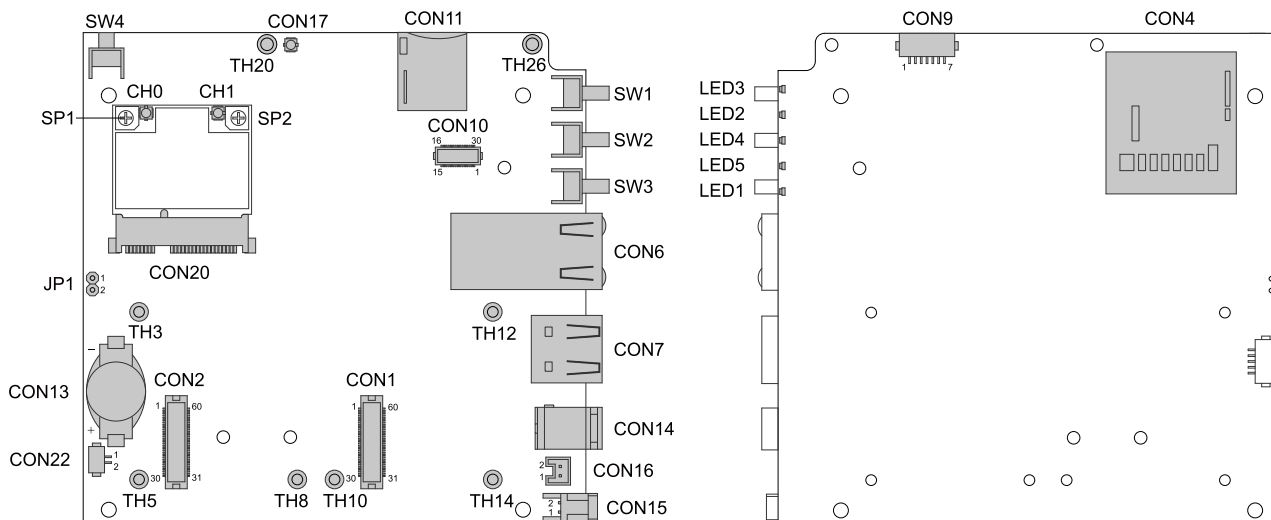 SW4
CON17
CON11
TH20
TH26
CH0
CH1
SP1
SP2
SW1
CON10
16
30
15
1
SW2
SW3
CON6
CON20
JP1
1
2
TH3
TH12
CON7
−
CON13
+
CON2
1
60
30
31
CON1
1
60
30
31
CON14
CON22
1
2
2
1
CON16
TH5
TH8
TH10
TH14
2
1
CON15
CON9
1
7
CON4
LED3
LED2
LED4
LED5
LED1